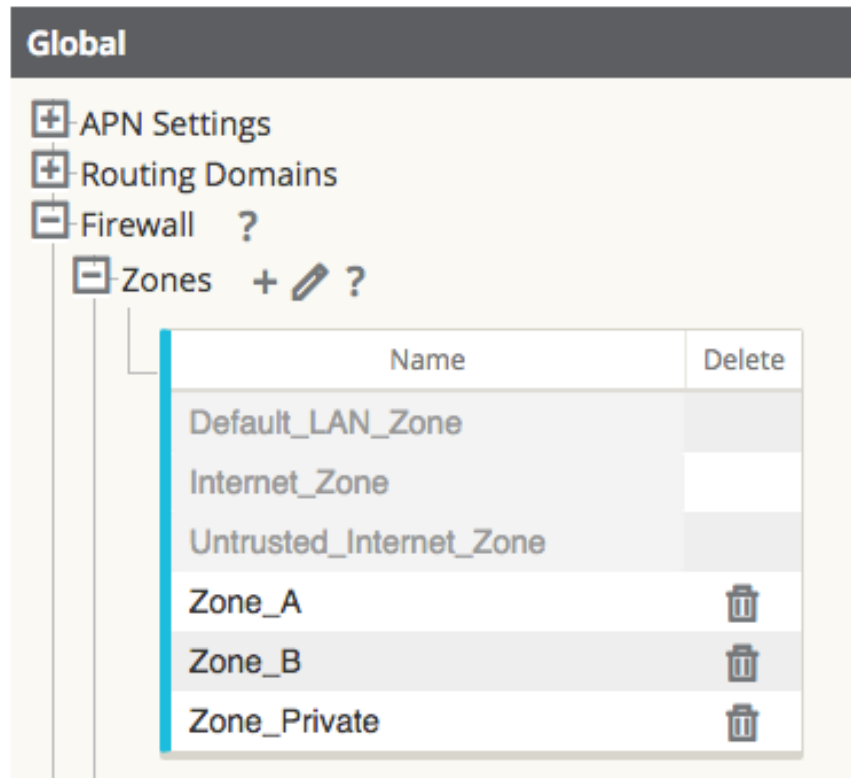 Global
APN Settings
Routing Domains
Firewall ?
Zones + ?
Name Delete
Default_LAN_Zone
Internet_Zone
Untrusted_Internet_Zone
Zone_A
Zone_B
Zone_Private